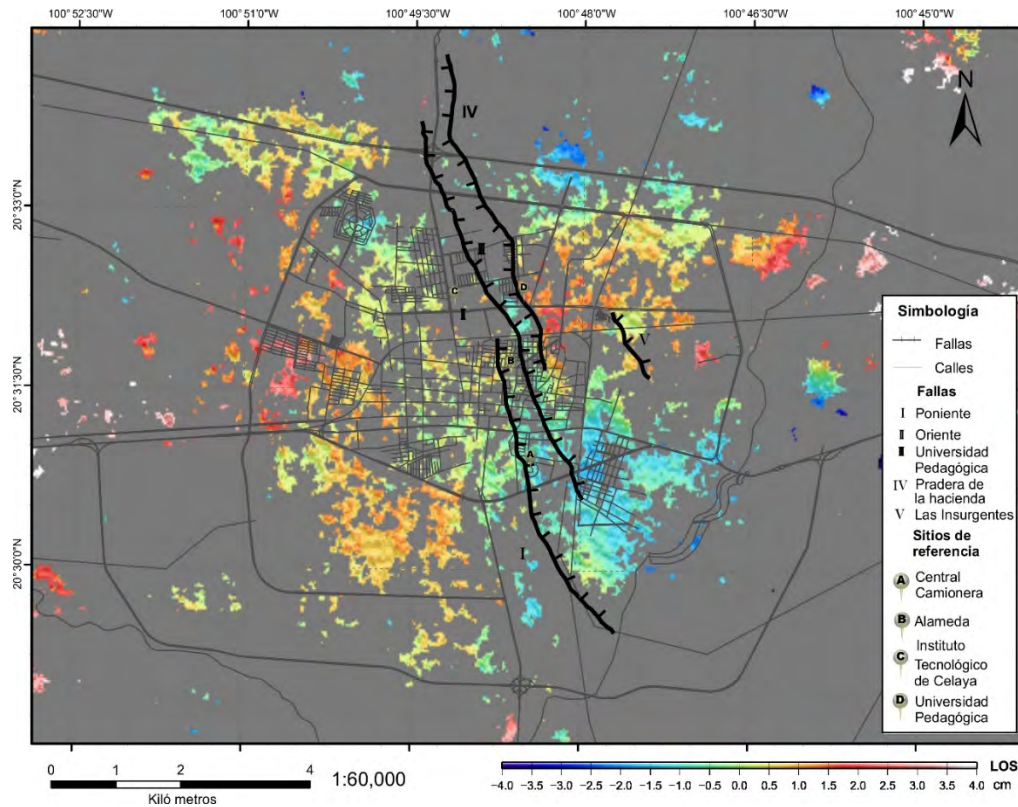 100°52'30"W 100°51'0"W 100°49'30"W 100°48'0"W 100°46'30"W 100°45'0"W
N
IV
20°33'0"N
II
D
C
I
V
B
20°31'30"N
A
I
20°30'0"N
Simbología
Fallas
Calles
Fallas
I Poniente
II Oriente
III Universidad
Pedagógica
IV Pradera de
la hacienda
V Las Insurgentes
Sitios de
referencia
A Central
Camionera
B Alameda
C Instituto
Tecnológico
de Celaya
D Universidad
Pedagógica
0 1 2 4
Kiló metros
1:60,000
LOS
−4.0 −3.5 −3.0 −2.5 −2.0 −1.5 −1.0 −0.5 0.0 0.5 1.0 1.5 2.0 2.5 3.0 3.5 4.0 cm